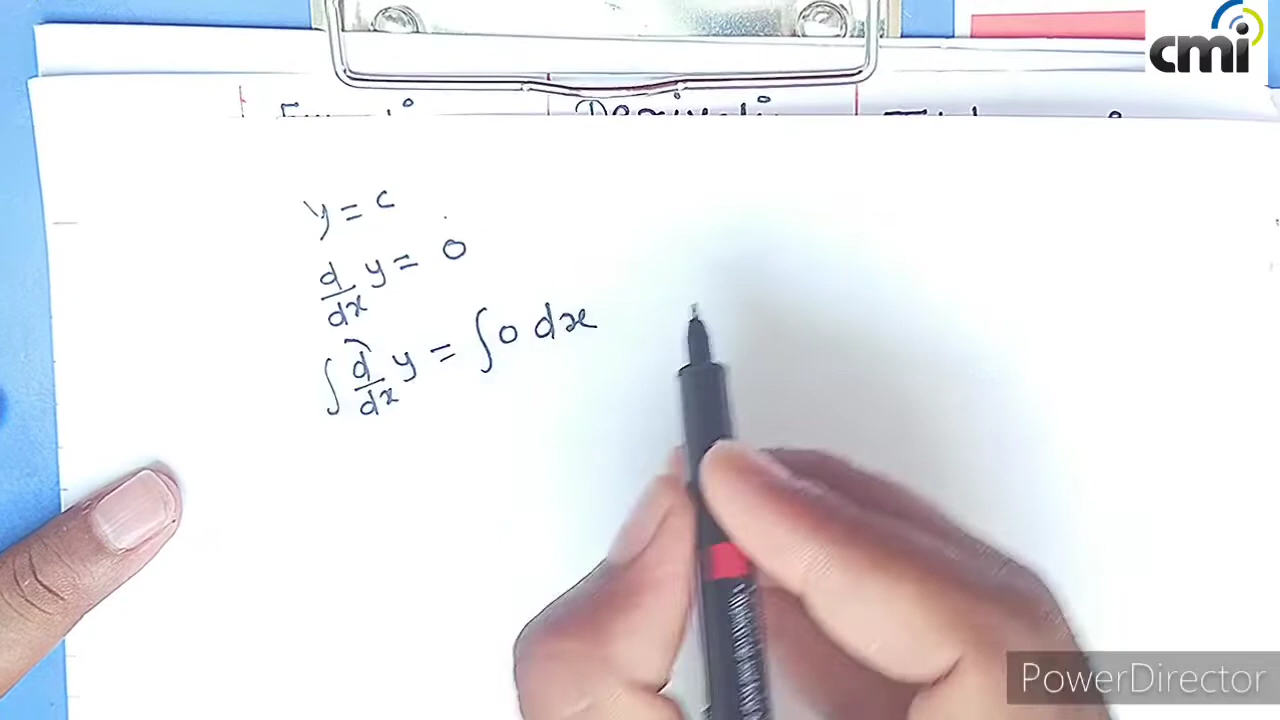 cmi
y = c
d/dx y = 0
∫ d/dx y = ∫ 0 dx
PowerDirector